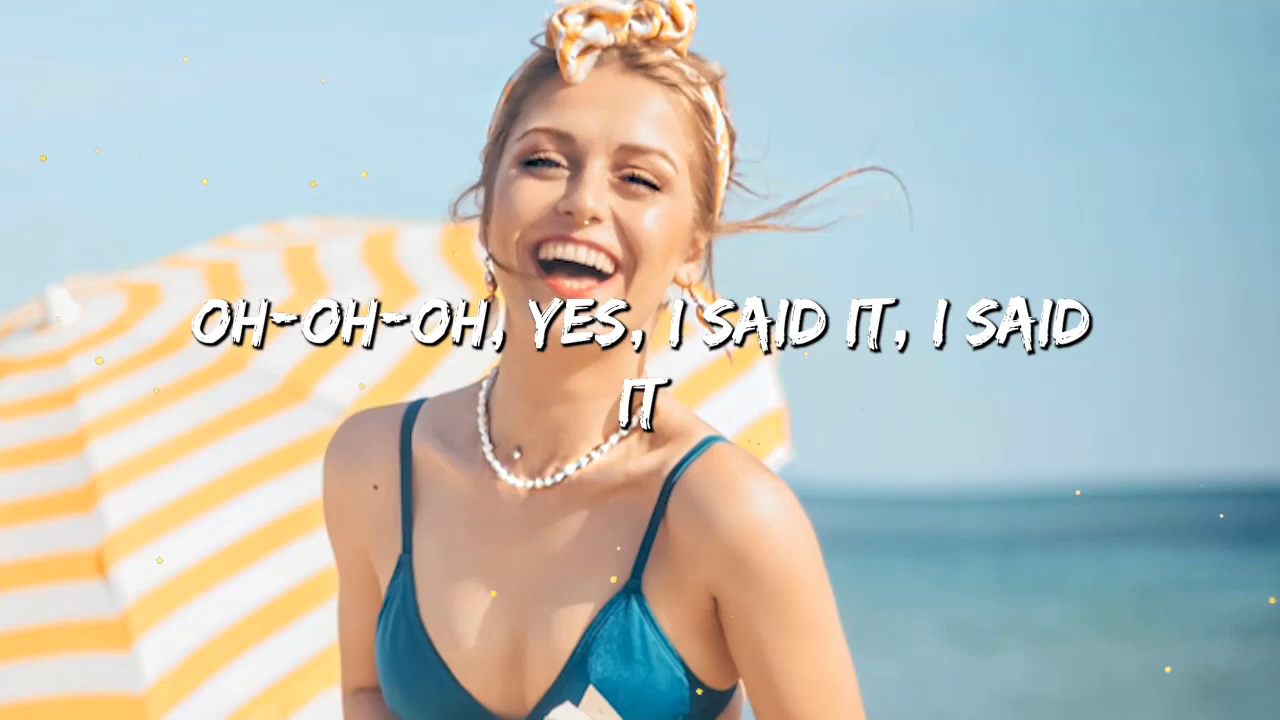 OH-OH-OH, YES, I SAID IT, I SAID
IT